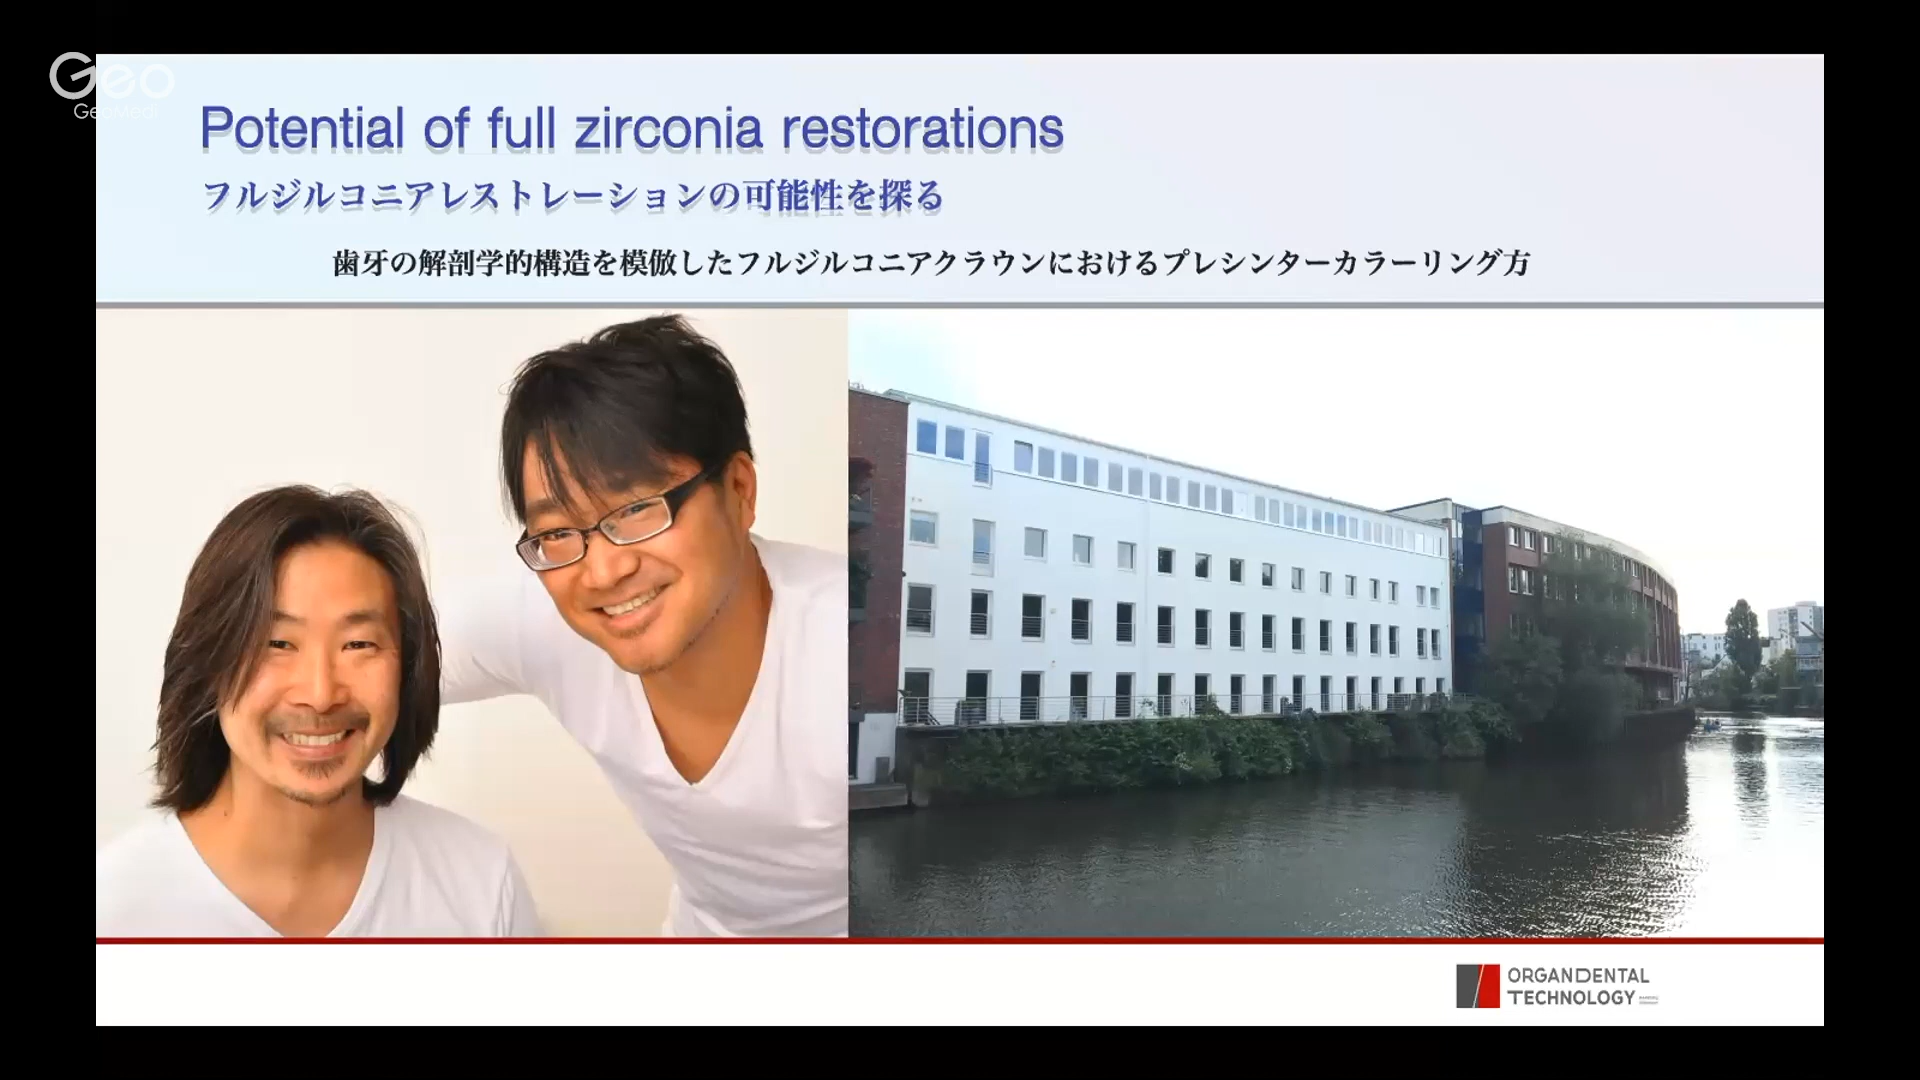 Geo
GeoMedi
Potential of full zirconia restorations
フルジルコニアレストレーションの可能性を探る
歯牙の解剖学的構造を模倣したフルジルコニアクラウンにおけるプレシンターカラーリング方
ORGANDENTAL
TECHNOLOGY